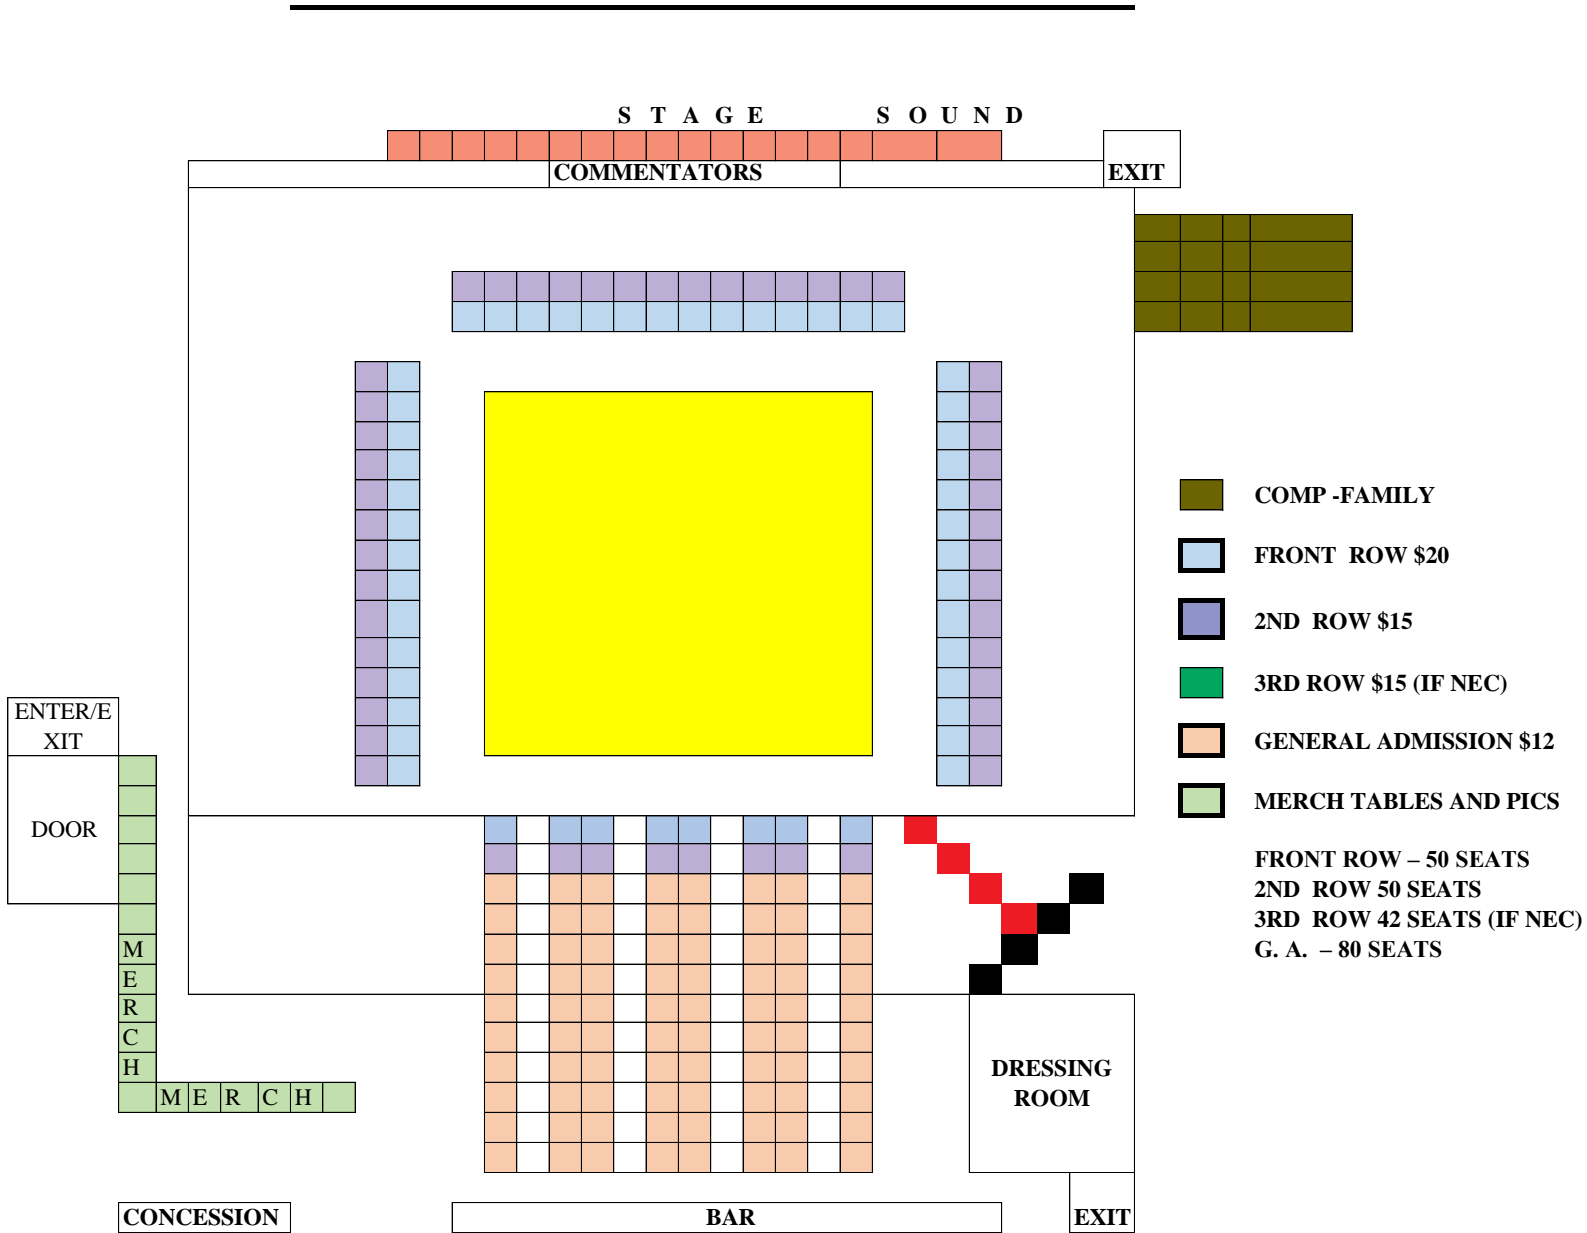 S T A G E
S O U N D
COMMENTATORS
EXIT
COMP -FAMILY
FRONT  ROW $20
2ND  ROW $15
3RD ROW $15 (IF NEC)
GENERAL ADMISSION $12
MERCH TABLES AND PICS
FRONT ROW – 50 SEATS
2ND  ROW 50 SEATS
3RD  ROW 42 SEATS (IF NEC)
G. A.  – 80 SEATS
ENTER/E
XIT
DOOR
M
E
R
C
H
M E R C H
DRESSING
ROOM
CONCESSION
BAR
EXIT